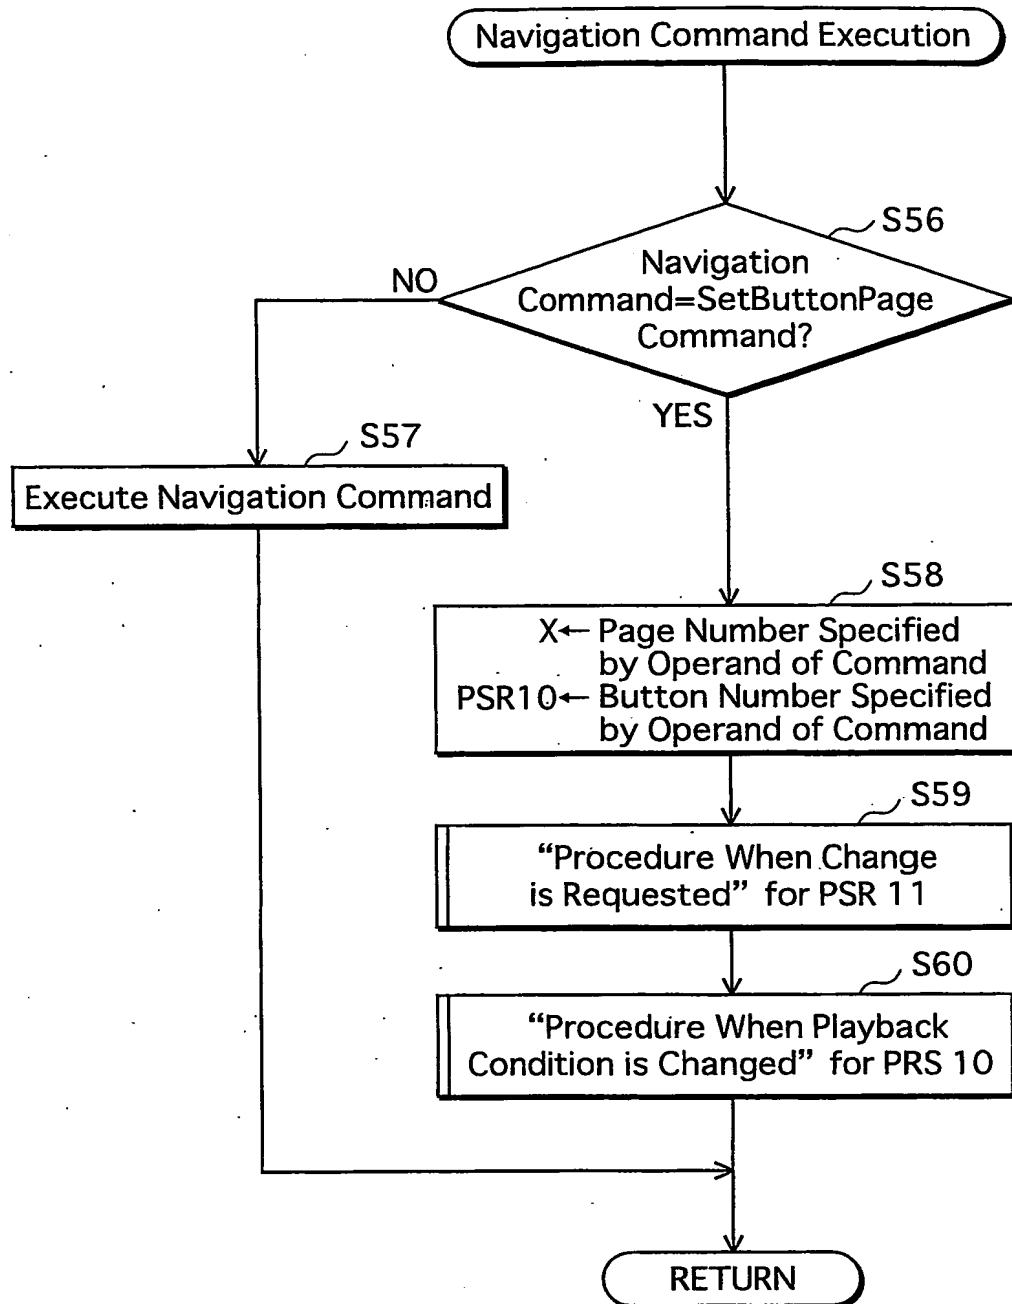 Navigation Command Execution
S56
Navigation
Command=SetButtonPage
Command?
NO
YES
S57
Execute Navigation Command
S58
X← Page Number Specified
by Operand of Command
PSR10← Button Number Specified
by Operand of Command
S59
“Procedure When Change
is Requested” for PSR 11
S60
“Procedure When Playback
Condition is Changed” for PRS 10
RETURN